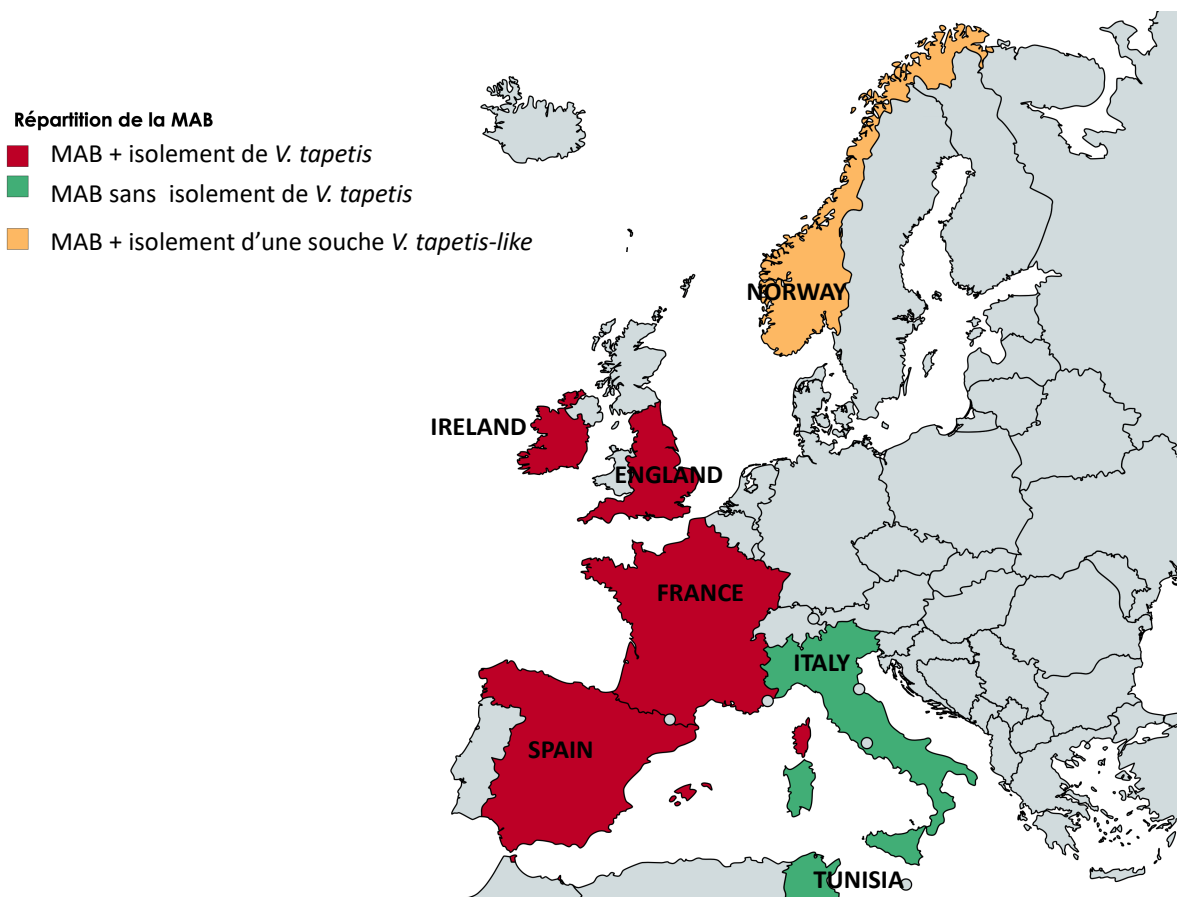 Répartition de la MAB
MAB + isolement de V. tapetis
MAB sans isolement de V. tapetis
MAB + isolement d'une souche V. tapetis-like
NORWAY
IRELAND
ENGLAND
FRANCE
ITALY
SPAIN
TUNISIA